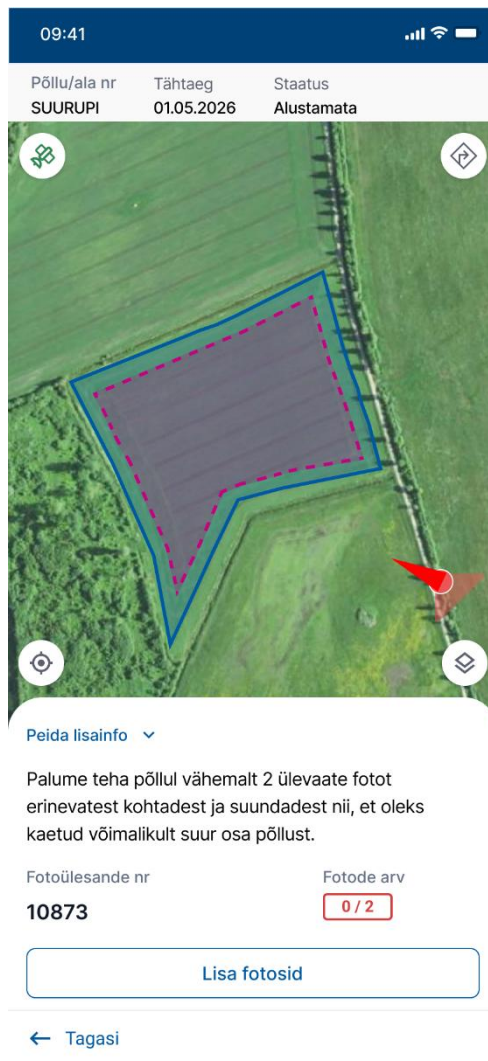 09:41
Põllu/ala nr Tähtaeg Staatus
SUURUPI 01.05.2026 Alustamata
Peida lisainfo
Palume teha põllul vähemalt 2 ülevaate fotot
erinevatest kohtadest ja suundadest nii, et oleks
kaetud võimalikult suur osa põllust.
Fotoülesande nr Fotode arv
10873 0 / 2
Lisa fotosid
Tagasi